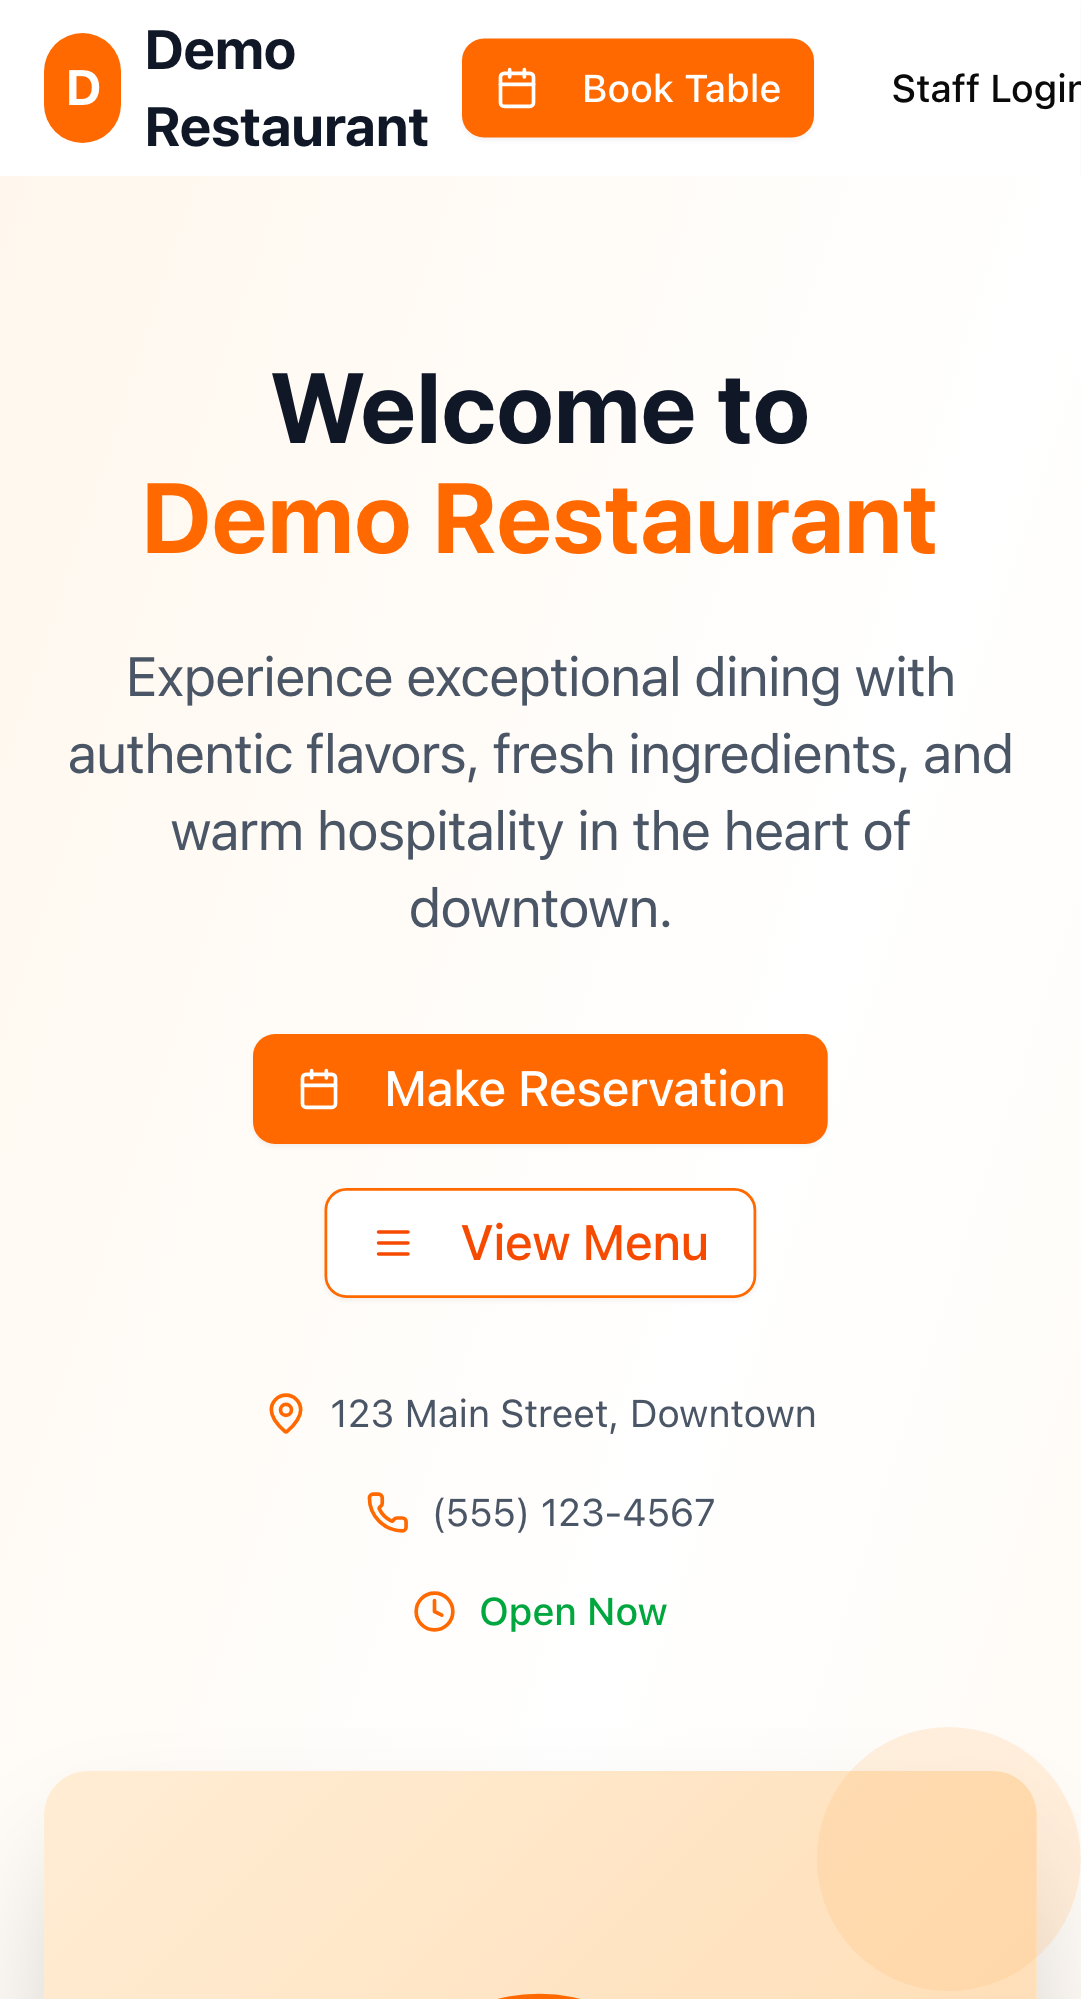 D
Demo
Restaurant
Book Table
Staff Login
Welcome to
Demo Restaurant
Experience exceptional dining with
authentic flavors, fresh ingredients, and
warm hospitality in the heart of
downtown.
Make Reservation
View Menu
123 Main Street, Downtown
(555) 123-4567
Open Now